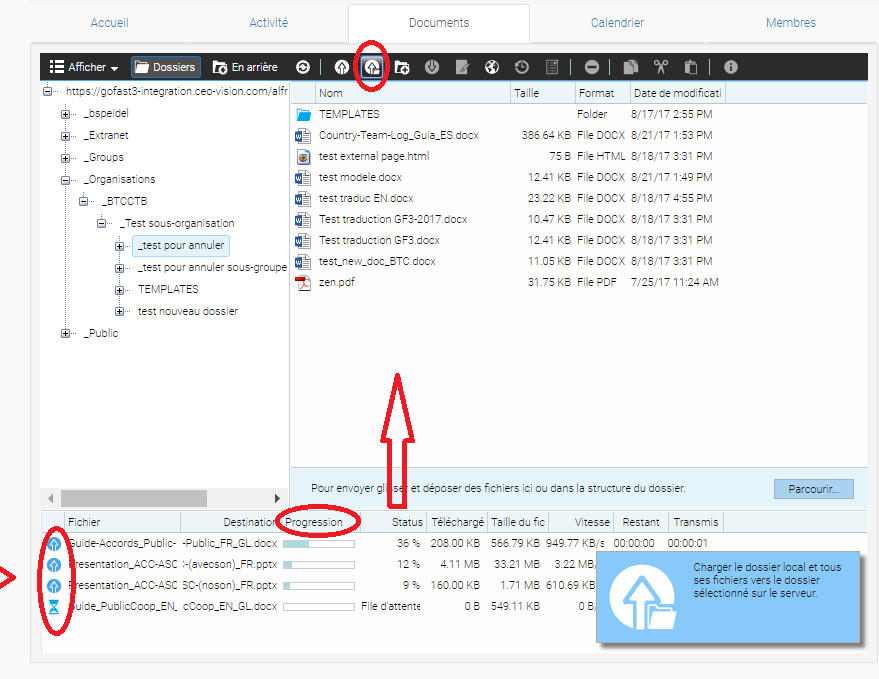 Accueil Activité Documents Calendrier Membres
Afficher Dossiers En arrière
https://gofast3-integration.ceo-vision.com/alfr
_bspeidel
_Extranet
_Groups
_Organisations
_BTCCTB
_Test sous-organisation
_test pour annuler
_test pour annuler sous-groupe
TEMPLATES
test nouveau dossier
_Public
Nom Taille Format Date de modificati
TEMPLATES Folder 8/17/17 2:55 PM
Country-Team-Log_Guia_ES.docx 386.64 KB File DOCX 8/21/17 1:53 PM
test external page.html 75 B File HTML 8/18/17 3:31 PM
test modele.docx 12.41 KB File DOCX 8/21/17 1:49 PM
test traduc EN.docx 23.22 KB File DOCX 8/18/17 4:55 PM
Test traduction GF3-2017.docx 10.47 KB File DOCX 8/18/17 3:31 PM
Test traduction GF3.docx 12.41 KB File DOCX 8/18/17 3:31 PM
test_new_doc_BTC.docx 11.05 KB File DOCX 8/18/17 3:31 PM
zen.pdf 31.75 KB File PDF 7/25/17 11:24 AM
Pour envoyer glisser et déposer des fichiers ici ou dans la structure du dossier. Parcourir...
Fichier Destination Progression Status Téléchargé Taille du fic Vitesse Restant Transmis
Guide-Accords_Public- -Public_FR_GL.docx 36 % 208.00 KB 566.79 KB 949.77 KB/s 00:00:00 00:00:01
Presentation_ACC-ASC C-(avecson)_FR.pptx 12 % 4.11 MB 33.21 MB 3.22 MB/
Presentation_ACC-ASC SC-(noson)_FR.pptx 9 % 160.00 KB 1.71 MB 610.69 KB/
Guide_PublicCoop_EN_ cCoop_EN_GL.docx File d'attente 0 B 549.11 KB 0 B/
Charger le dossier local et tous
ses fichiers vers le dossier
sélectionné sur le serveur.